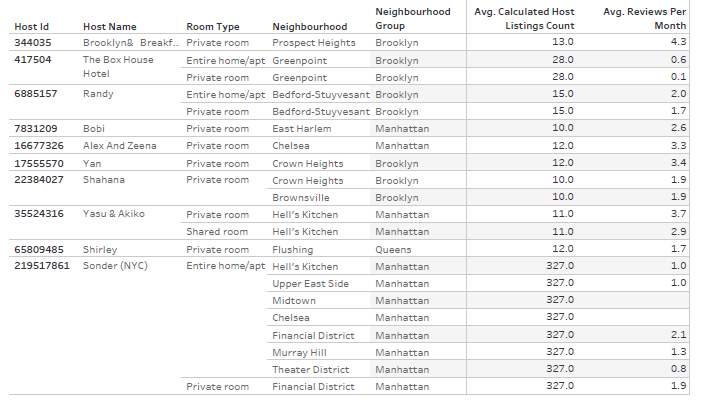 Host Id Host Name Room Type Neighbourhood Neighbourhood Group Avg. Calculated Host Listings Count Avg. Reviews Per Month
344035 Brooklyn& Breakf.. Private room Prospect Heights Brooklyn 13.0 4.3
417504 The Box House Hotel Entire home/apt Greenpoint Brooklyn 28.0 0.6
Private room Greenpoint Brooklyn 28.0 0.1
6885157 Randy Entire home/apt Bedford-Stuyvesant Brooklyn 15.0 2.0
Private room Bedford-Stuyvesant Brooklyn 15.0 1.7
7831209 Bobi Private room East Harlem Manhattan 10.0 2.6
16677326 Alex And Zeena Private room Chelsea Manhattan 12.0 3.3
17555570 Yan Private room Crown Heights Brooklyn 12.0 3.4
22384027 Shahana Private room Crown Heights Brooklyn 10.0 1.9
Brownsville Brooklyn 10.0 1.9
35524316 Yasu & Akiko Private room Hell's Kitchen Manhattan 11.0 3.7
Shared room Hell's Kitchen Manhattan 11.0 2.9
65809485 Shirley Private room Flushing Queens 12.0 1.7
219517861 Sonder (NYC) Entire home/apt Hell's Kitchen Manhattan 327.0 1.0
Upper East Side Manhattan 327.0 1.0
Midtown Manhattan 327.0
Chelsea Manhattan 327.0
Financial District Manhattan 327.0 2.1
Murray Hill Manhattan 327.0 1.3
Theater District Manhattan 327.0 0.8
Private room Financial District Manhattan 327.0 1.9